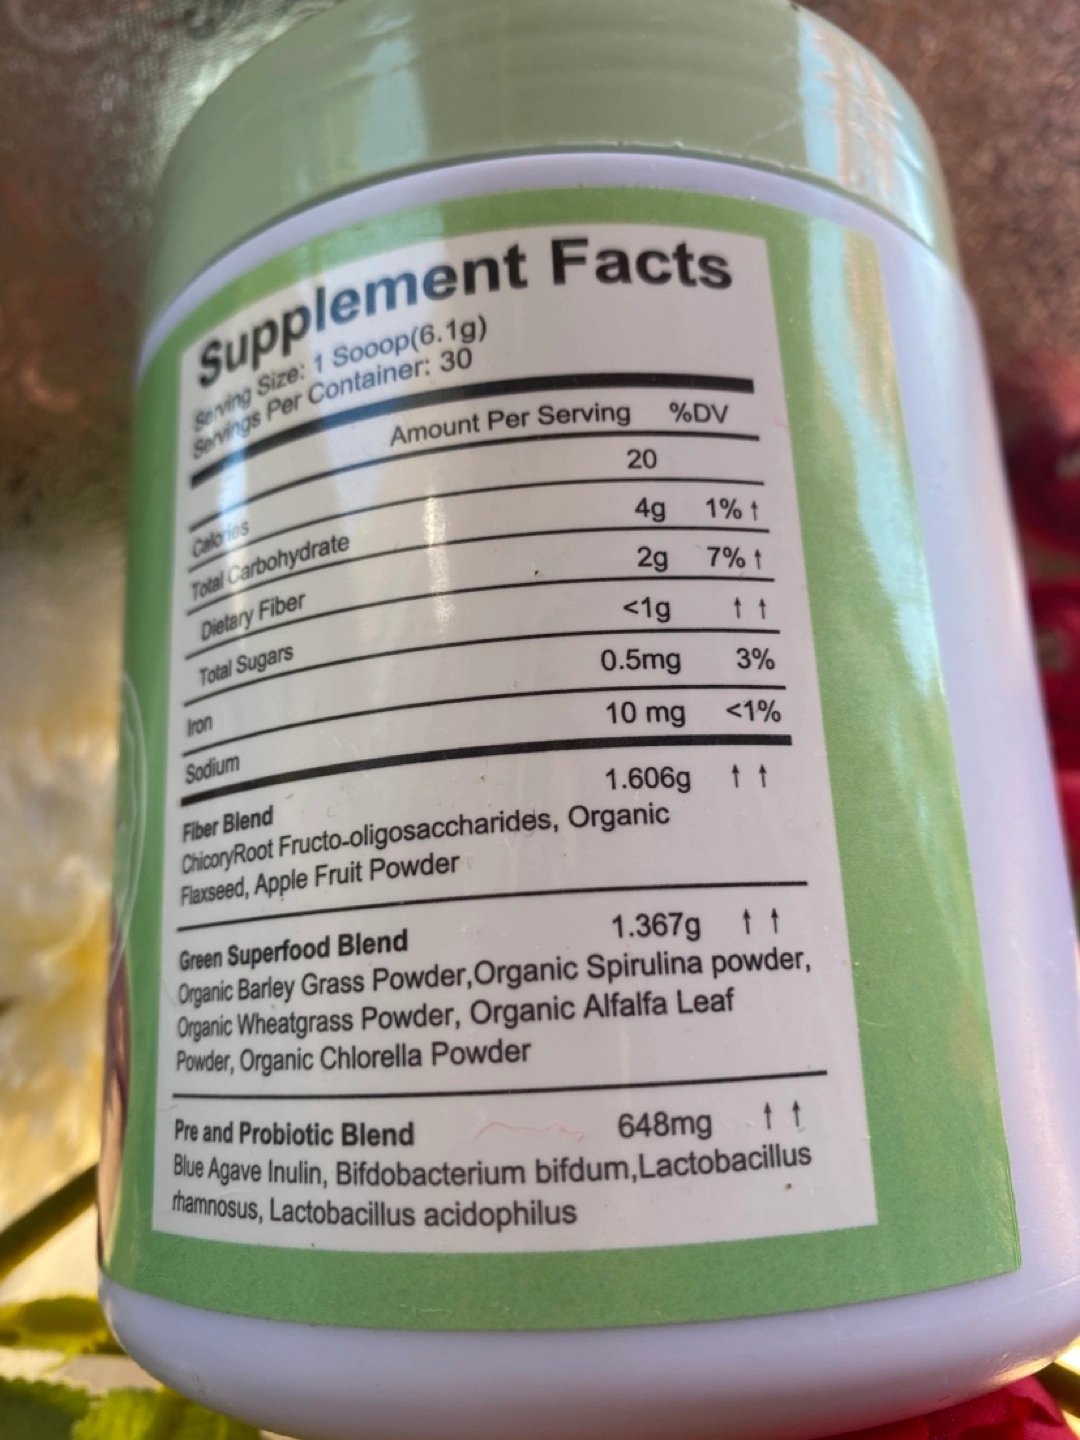 Supplement Facts
Serving Size: 1 Sooop(6.1g)
Servings Per Container: 30
Amount Per Serving %DV
Calories 20
Total Carbohydrate 4g 1% ↑
Dietary Fiber 2g 7% ↑
Total Sugars <1g ↑ ↑
Iron 0.5mg 3%
Sodium 10 mg <1%
Fiber Blend 1.606g ↑ ↑
ChicoryRoot Fructo-oligosaccharides, Organic
Flaxseed, Apple Fruit Powder
Green Superfood Blend 1.367g ↑ ↑
Organic Barley Grass Powder,Organic Spirulina powder,
Organic Wheatgrass Powder, Organic Alfalfa Leaf
Powder, Organic Chlorella Powder
Pre and Probiotic Blend 648mg ↑ ↑
Blue Agave Inulin, Bifdobacterium bifdum,Lactobacillus
rhamnosus, Lactobacillus acidophilus